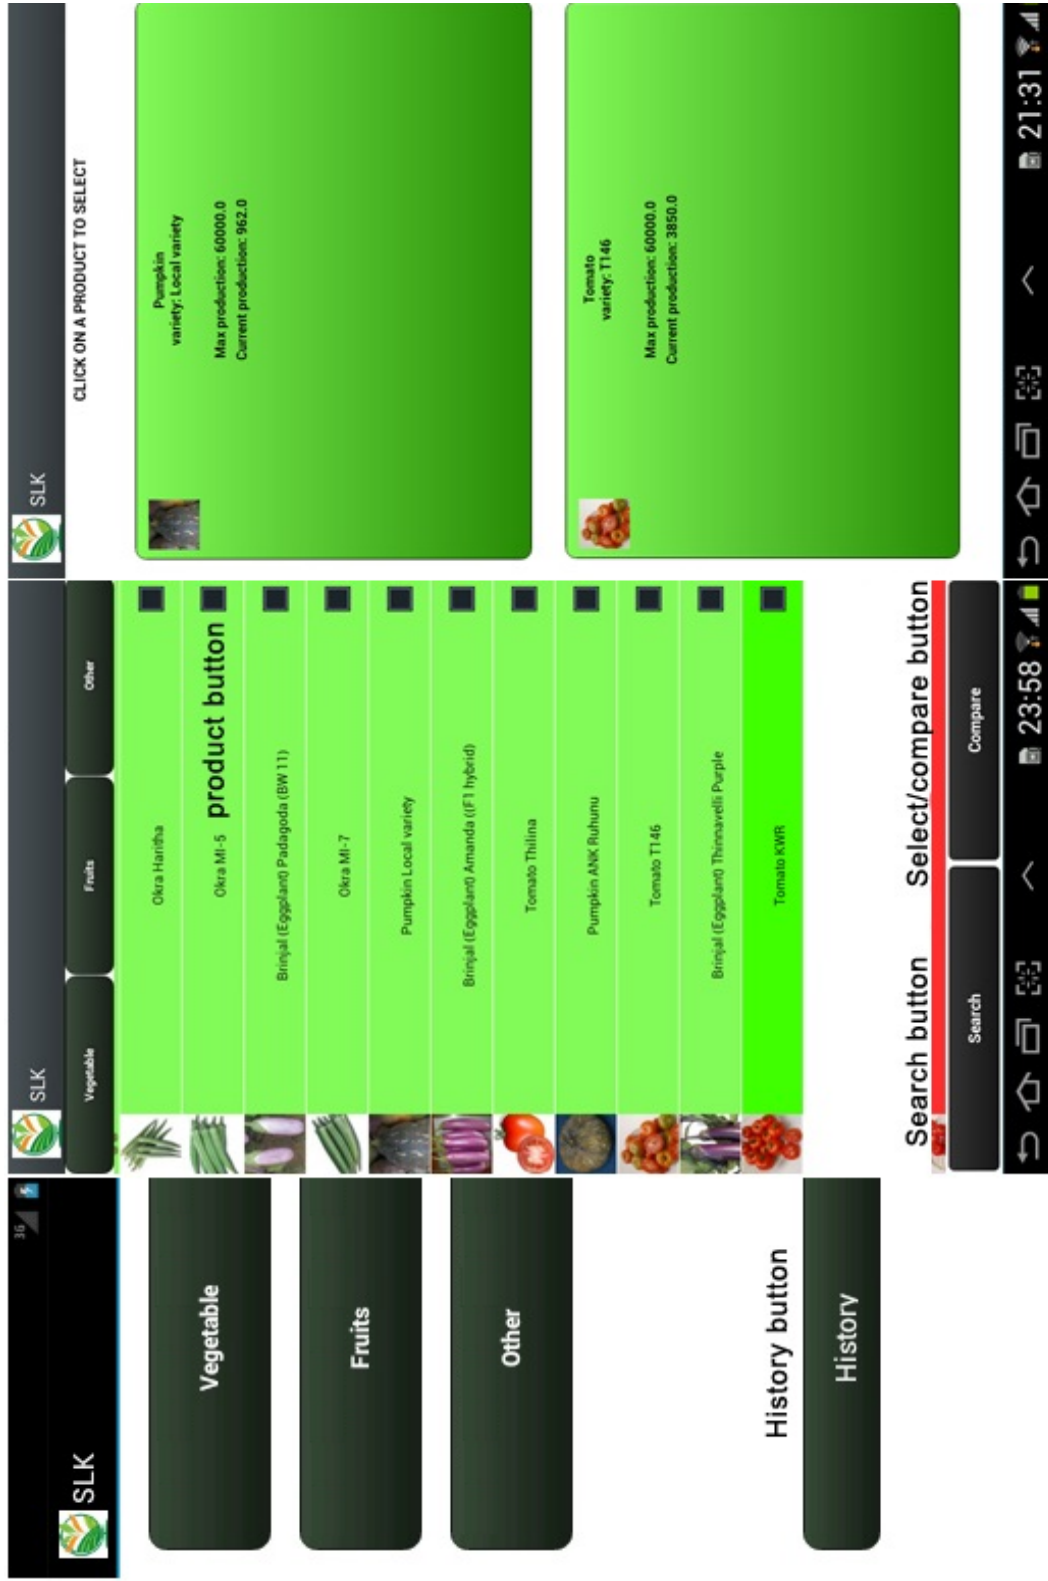 3G
SLK
Vegetable
Fruits
Other
History button
History
SLK
Vegetable
Fruits
Other
Okra Haritha
Okra MI-5
product button
Brinjal (Eggplant) Padagoda (BW 11)
Okra MI-7
Pumpkin Local variety
Brinjal (Eggplant) Amanda ((F1 hybrid)
Tomato Thilina
Pumpkin ANK Ruhunu
Tomato T146
Brinjal (Eggplant) Thinnavelli Purple
Tomato KWR
Search button
Select/compare button
Search
Compare
23:58
SLK
CLICK ON A PRODUCT TO SELECT
Pumpkin
variety: Local variety
Max production: 60000.0
Current production: 962.0
Tomato
variety: T146
Max production: 60000.0
Current production: 3850.0
21:31